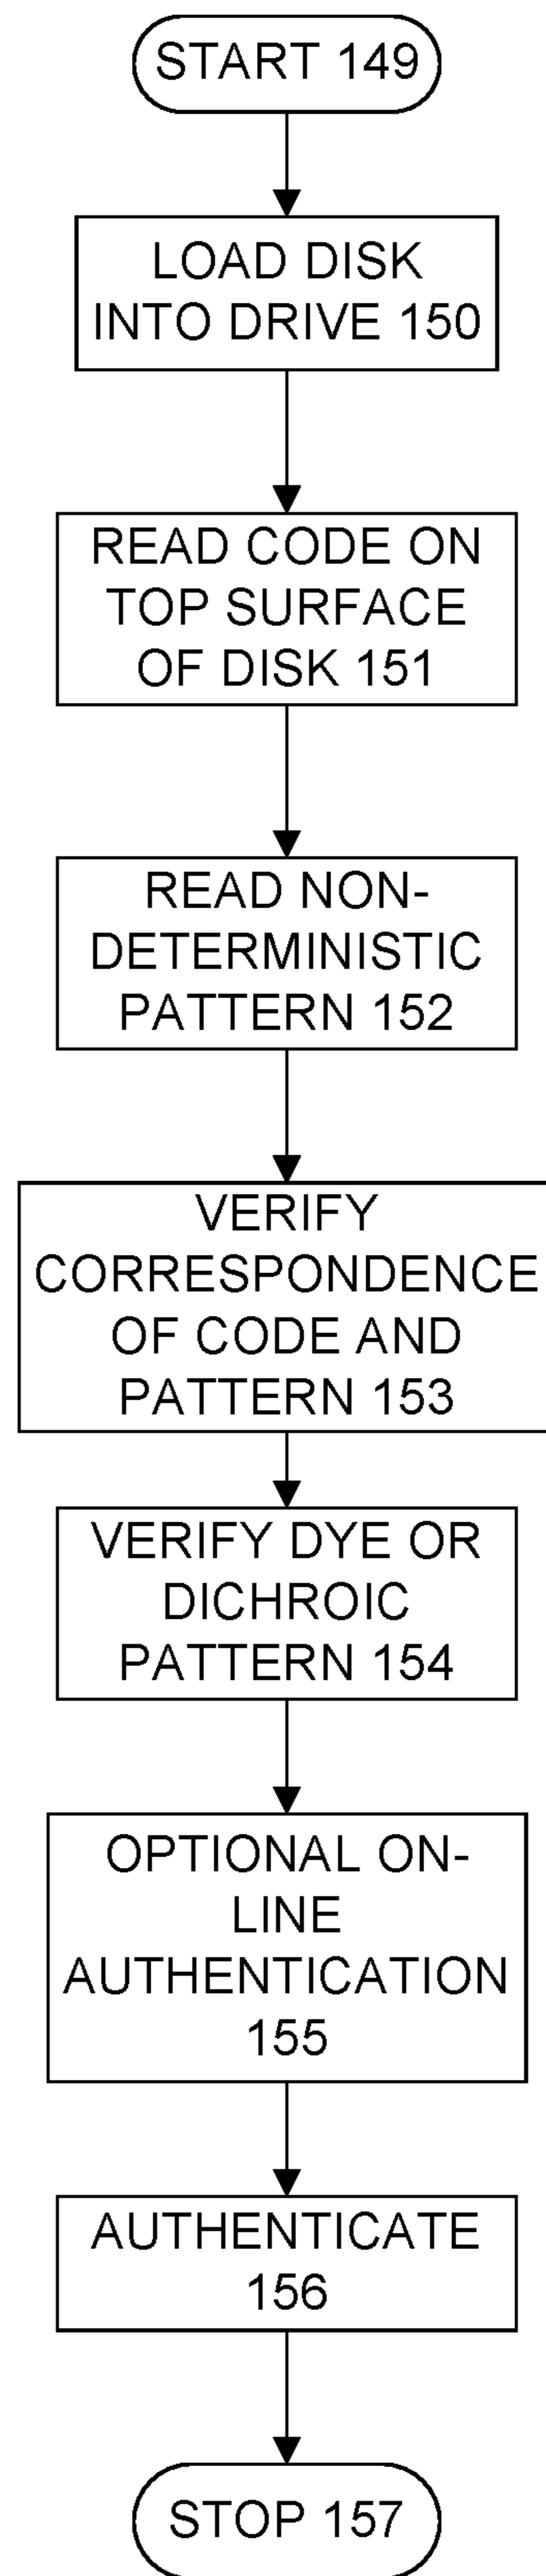 START 149
LOAD DISK
INTO DRIVE 150
READ CODE ON
TOP SURFACE
OF DISK 151
READ NON-
DETERMINISTIC
PATTERN 152
VERIFY
CORRESPONDENCE
OF CODE AND
PATTERN 153
VERIFY DYE OR
DICHROIC
PATTERN 154
OPTIONAL ON-
LINE
AUTHENTICATION
155
AUTHENTICATE
156
STOP 157